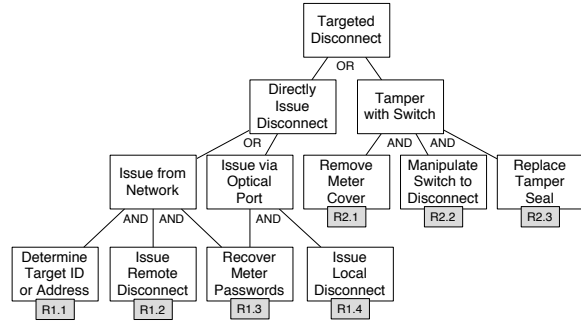 Targeted
Disconnect
OR
Directly
Issue
Disconnect
Tamper
with Switch
OR
AND AND
Issue from
Network
Issue via
Optical
Port
Remove
Meter
Cover
R2.1
Manipulate
Switch to
Disconnect
R2.2
Replace
Tamper
Seal
R2.3
AND AND
AND
Determine
Target ID
or Address
R1.1
Issue
Remote
Disconnect
R1.2
Recover
Meter
Passwords
R1.3
Issue
Local
Disconnect
R1.4